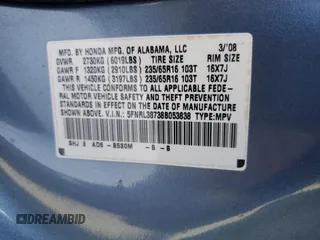 MFD. BY HONDA MFG. OF ALABAMA, LLC 3/'08
GVWR 2730KG (6019LBS) TIRE SIZE RIM SIZE
GAWR F 1320KG (2910LBS) 235/65R16 103T 16X7J
GAWR R 1450KG (3197LBS) 235/65R16 103T 16X7J
THIS VEHICLE CONFORMS TO ALL APPLICABLE FEDE-
RAL MOTOR VEHICLE SAFETY AND THEFT PREVENTION
STANDARDS IN EFFECT ON THE DATE OF MANUFACTURE
SHOWN ABOVE. V.I.N.: 5FNRL38738B053838 TYPE:MPV
SHJ AD6 -B530M -S -B
© DREAMBID